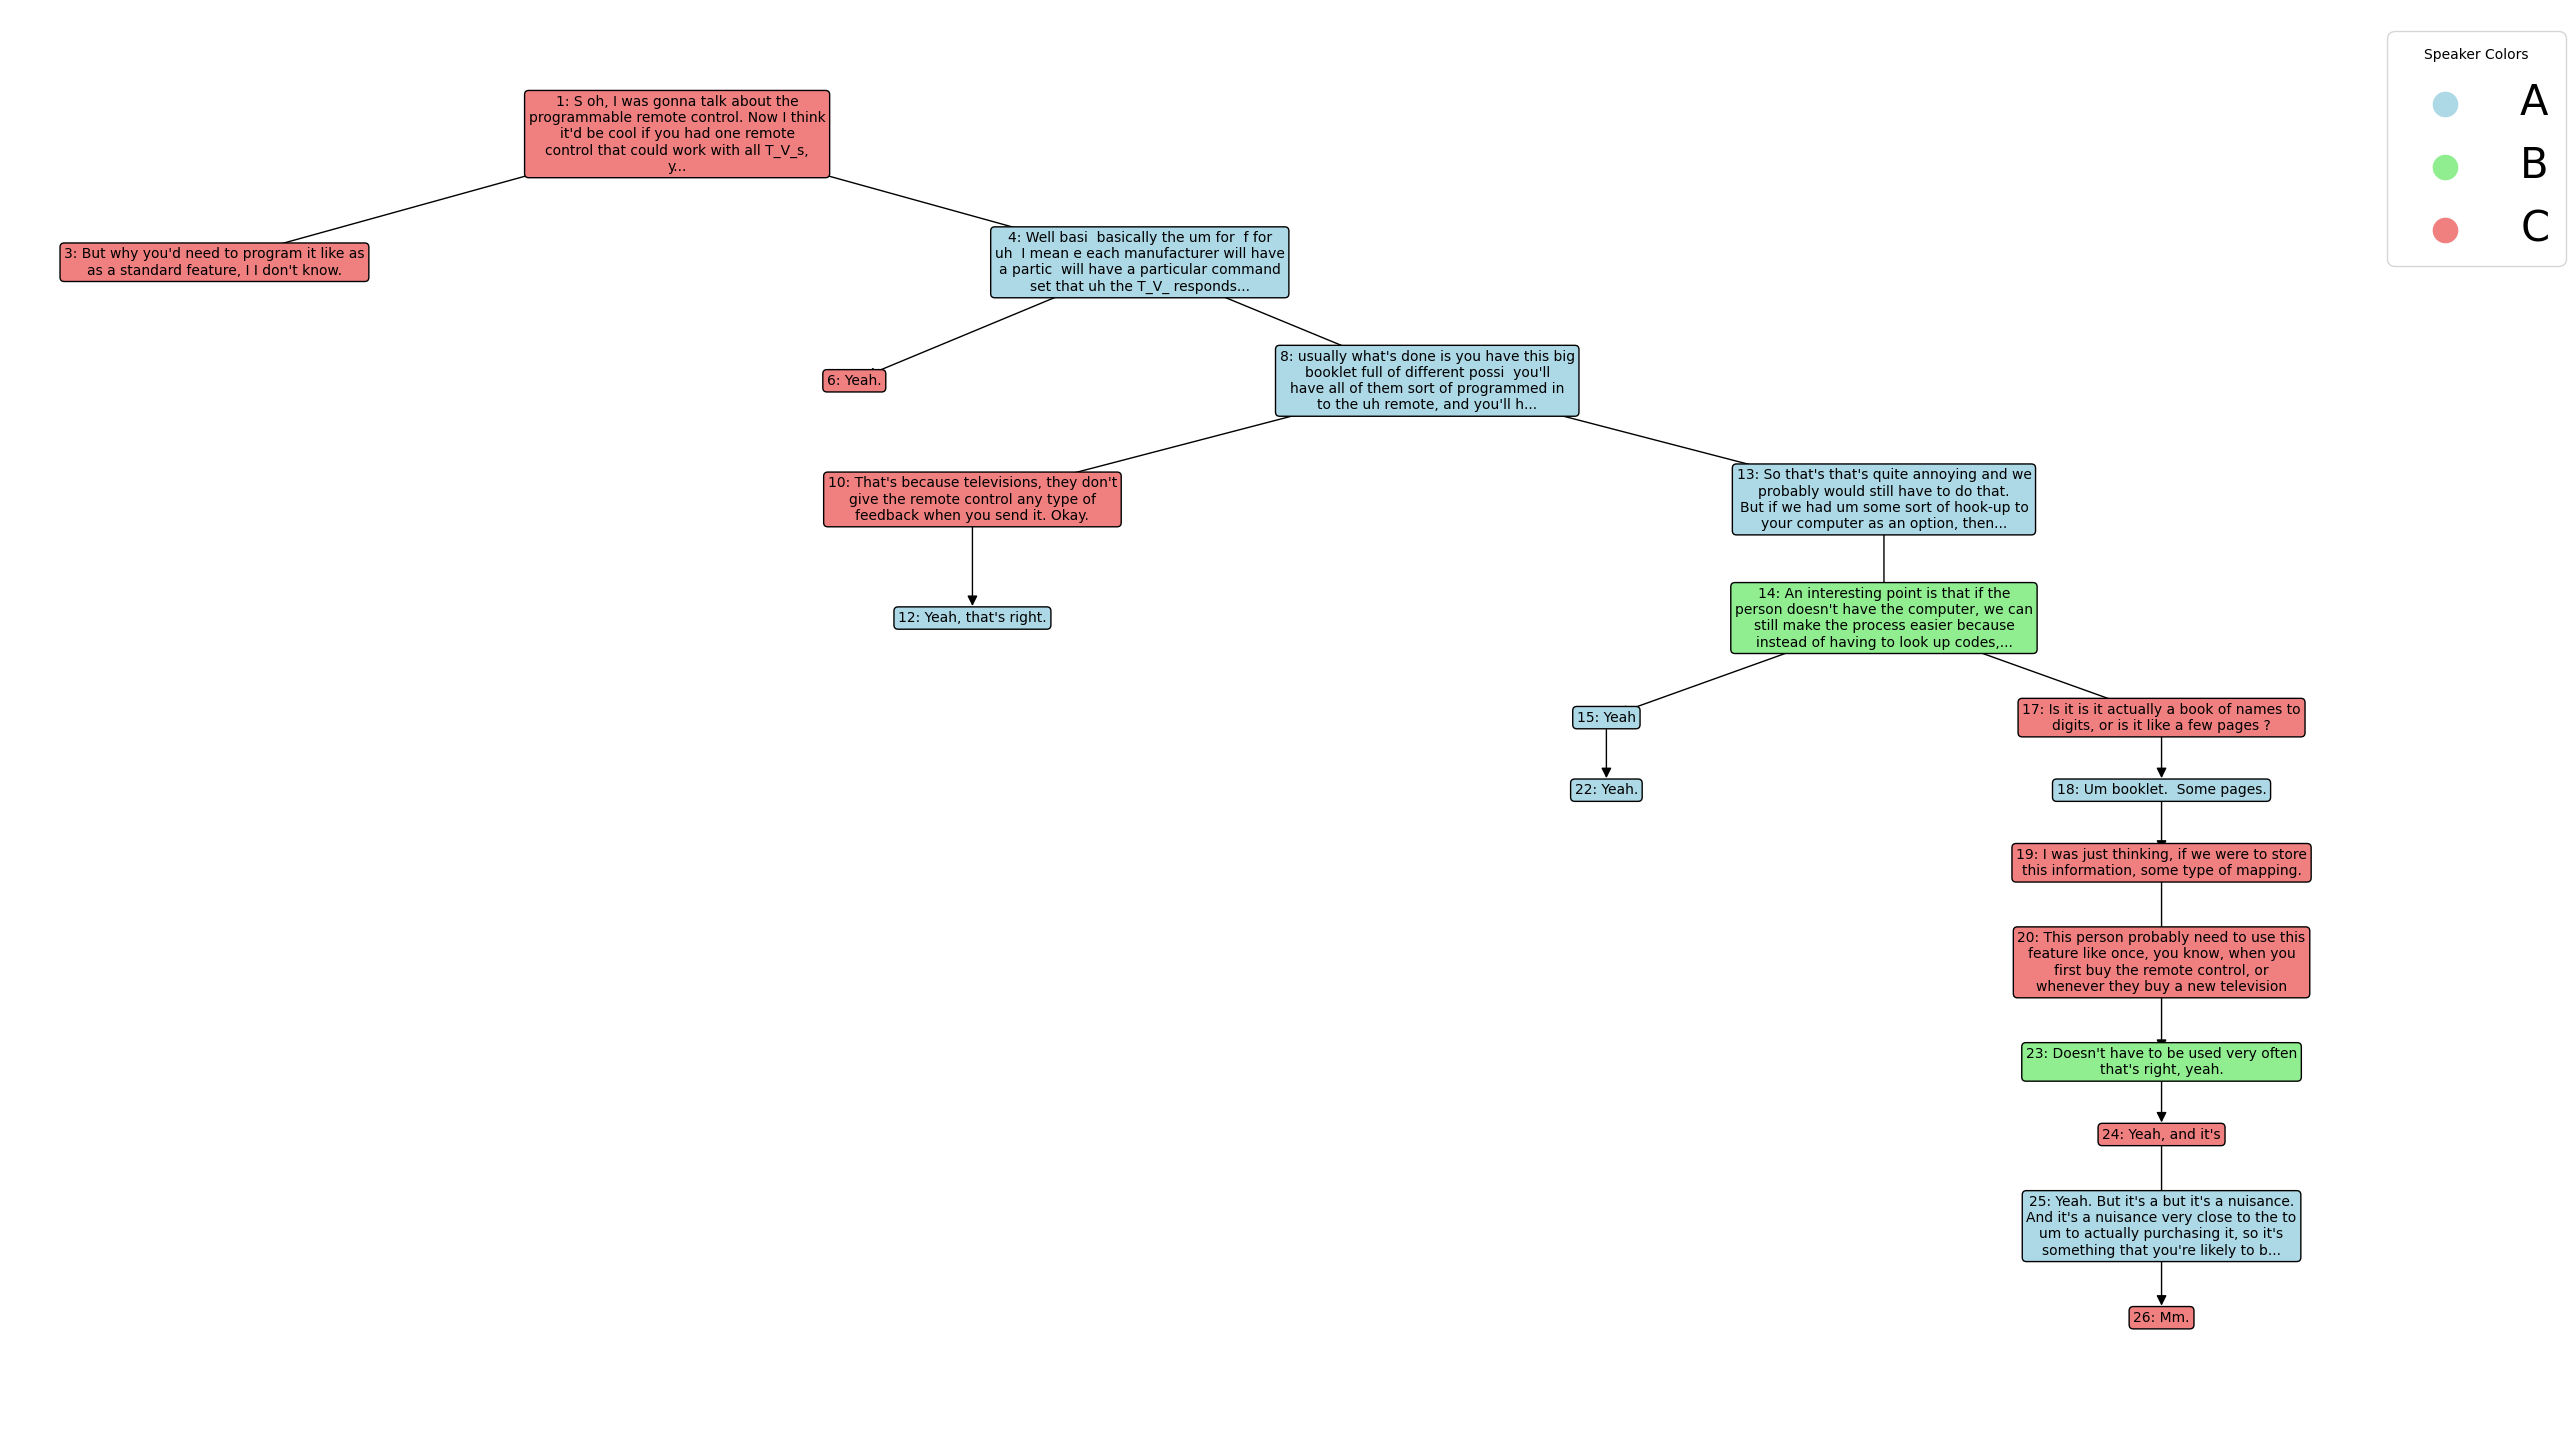 Speaker Colors
A
B
C
1: S oh, I was gonna talk about the
programmable remote control. Now I think
it'd be cool if you had one remote
control that could work with all T_V_s,
y...
3: But why you'd need to program it like as
as a standard feature, I I don't know.
4: Well basi  basically the um for  f for
uh  I mean e each manufacturer will have
a partic  will have a particular command
set that uh the T_V_ responds...
6: Yeah.
8: usually what's done is you have this big
booklet full of different possi  you'll
have all of them sort of programmed in
to the uh remote, and you'll h...
10: That's because televisions, they don't
give the remote control any type of
feedback when you send it. Okay.
13: So that's that's quite annoying and we
probably would still have to do that.
But if we had um some sort of hook-up to
your computer as an option, then...
12: Yeah, that's right.
14: An interesting point is that if the
person doesn't have the computer, we can
still make the process easier because
instead of having to look up codes,...
15: Yeah
17: Is it is it actually a book of names to
digits, or is it like a few pages ?
22: Yeah.
18: Um booklet.  Some pages.
19: I was just thinking, if we were to store
this information, some type of mapping.
20: This person probably need to use this
feature like once, you know, when you
first buy the remote control, or
whenever they buy a new television
23: Doesn't have to be used very often
that's right, yeah.
24: Yeah, and it's
25: Yeah. But it's a but it's a nuisance.
And it's a nuisance very close to the to
um to actually purchasing it, so it's
something that you're likely to b...
26: Mm.